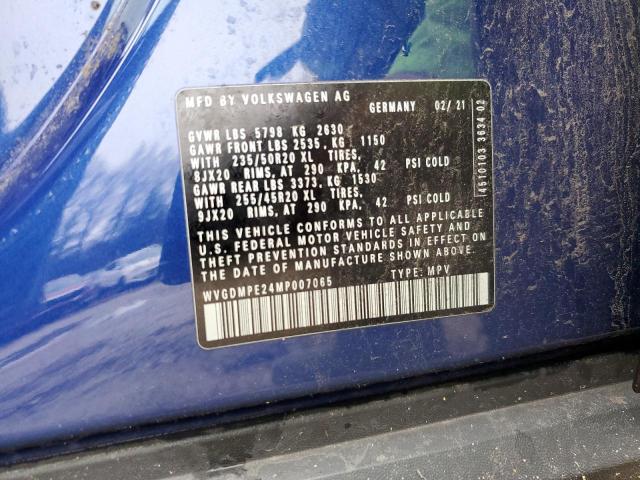 MFD BY VOLKSWAGEN AG
GERMANY 02/21
GVWR LBS 5798 KG 2630
GAWR FRONT LBS 2535, KG 1150
WITH 235/50R20 XL TIRES,
8JX20 RIMS, AT 290 KPA, 42 PSI COLD
GAWR REAR LBS 3373, KG 1530
WITH 255/45R20 XL TIRES,
9JX20 RIMS, AT 290 KPA, 42 PSI COLD
THIS VEHICLE CONFORMS TO ALL APPLICABLE
U.S. FEDERAL MOTOR VEHICLE SAFETY AND
THEFT PREVENTION STANDARDS IN EFFECT ON
THE DATE OF MANUFACTURE SHOWN ABOVE.
WVGDMPE24MP007065 TYPE: MPV
4510103 3634 02